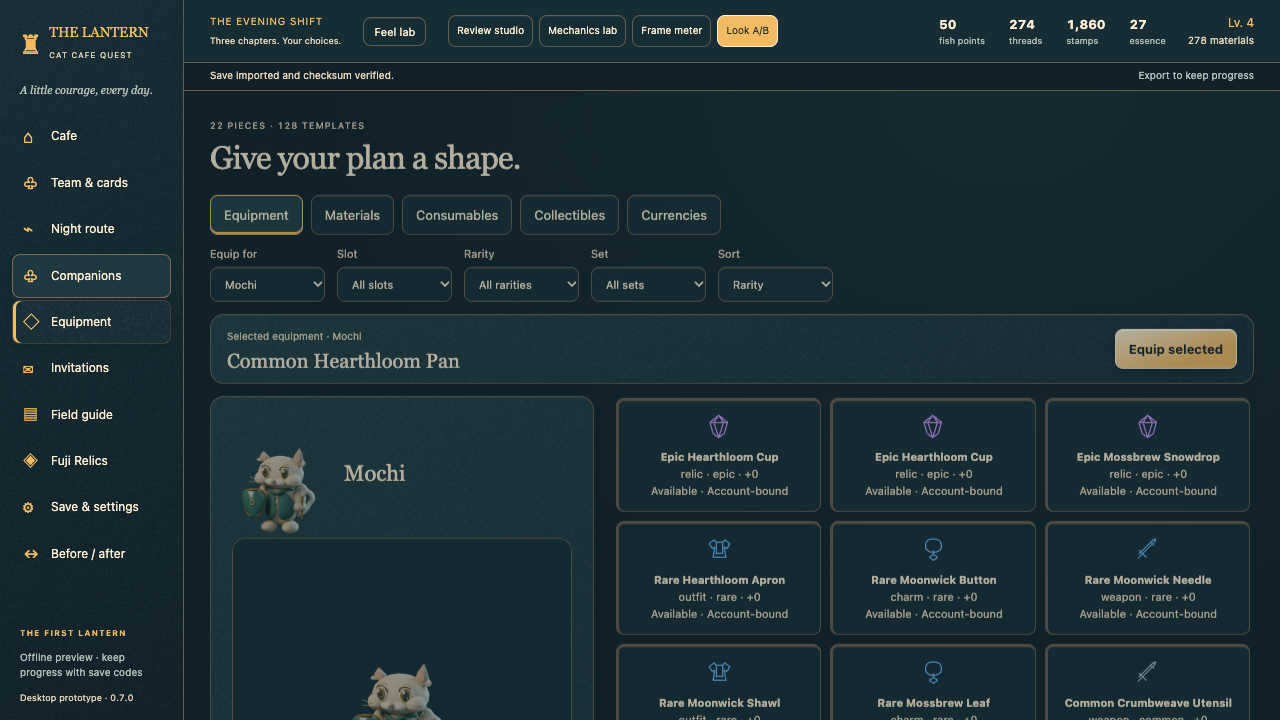 THE LANTERN
CAT CAFE QUEST
A little courage, every day.
Cafe
Team & cards
Night route
Companions
Equipment
Invitations
Field guide
Fuji Relics
Save & settings
Before / after
THE FIRST LANTERN
Offline preview · keep
progress with save codes
Desktop prototype · 0.7.0
THE EVENING SHIFT
Three chapters. Your choices.
Feel lab
Review studio
Mechanics lab
Frame meter
Look A/B
50
fish points
274
threads
1,860
stamps
27
essence
Lv. 4
278 materials
Save imported and checksum verified.
Export to keep progress
22 PIECES · 128 TEMPLATES
Give your plan a shape.
Equipment
Materials
Consumables
Collectibles
Currencies
Equip for
Slot
Rarity
Set
Sort
Mochi
All slots
All rarities
All sets
Rarity
Selected equipment · Mochi
Common Hearthloom Pan
Equip selected
Mochi
Epic Hearthloom Cup
relic · epic · +0
Available · Account-bound
Epic Hearthloom Cup
relic · epic · +0
Available · Account-bound
Epic Mossbrew Snowdrop
relic · epic · +0
Available · Account-bound
Rare Hearthloom Apron
outfit · rare · +0
Available · Account-bound
Rare Moonwick Button
charm · rare · +0
Available · Account-bound
Rare Moonwick Needle
weapon · rare · +0
Available · Account-bound
Rare Moonwick Shawl
outfit · rare · +0
Rare Mossbrew Leaf
charm · rare · +0
Common Crumbweave Utensil
weapon · common · +0